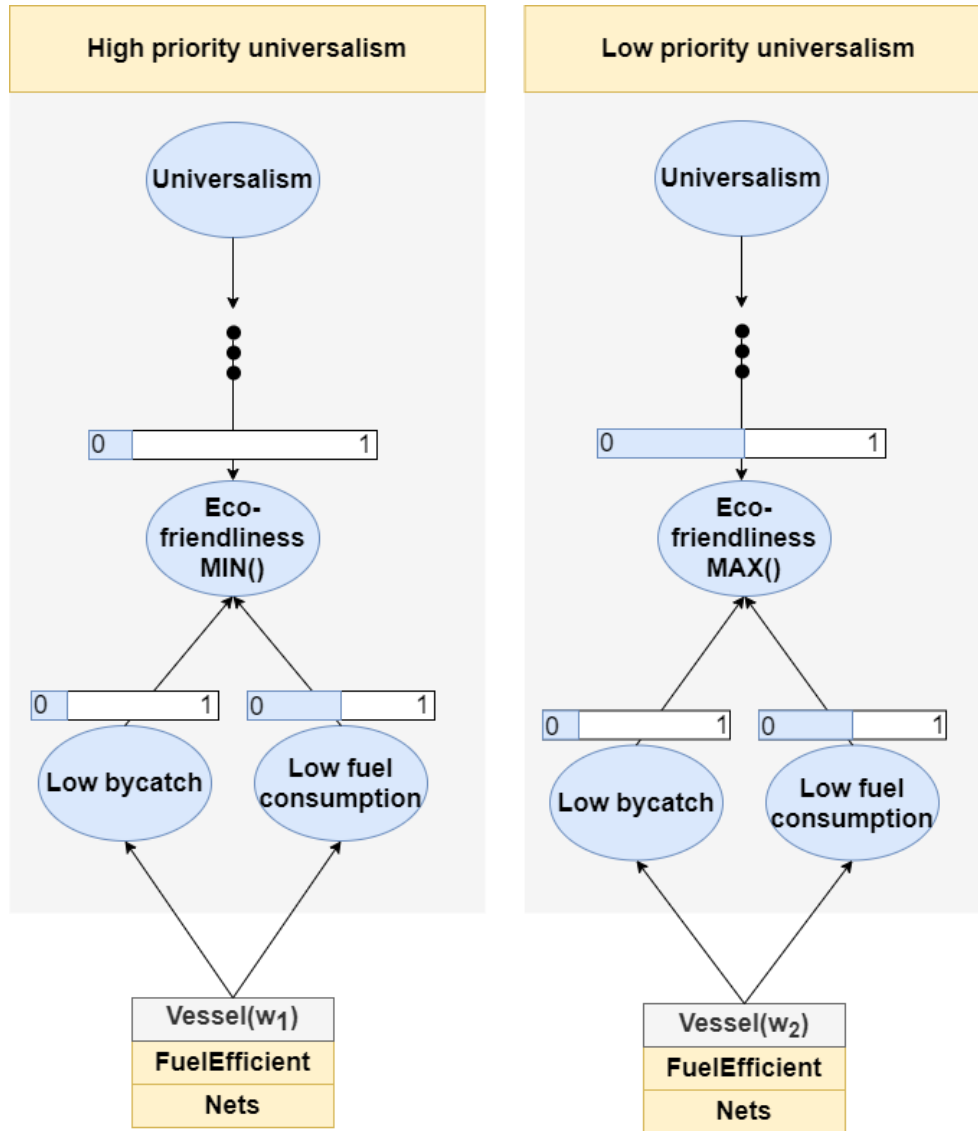 High priority universalism
Universalism
0 1
Eco-
friendliness
MIN()
0 1
0 1
Low bycatch
Low fuel
consumption
Vessel(w1)
FuelEfficient
Nets
Low priority universalism
Universalism
0 1
Eco-
friendliness
MAX()
0 1
0 1
Low bycatch
Low fuel
consumption
Vessel(w2)
FuelEfficient
Nets